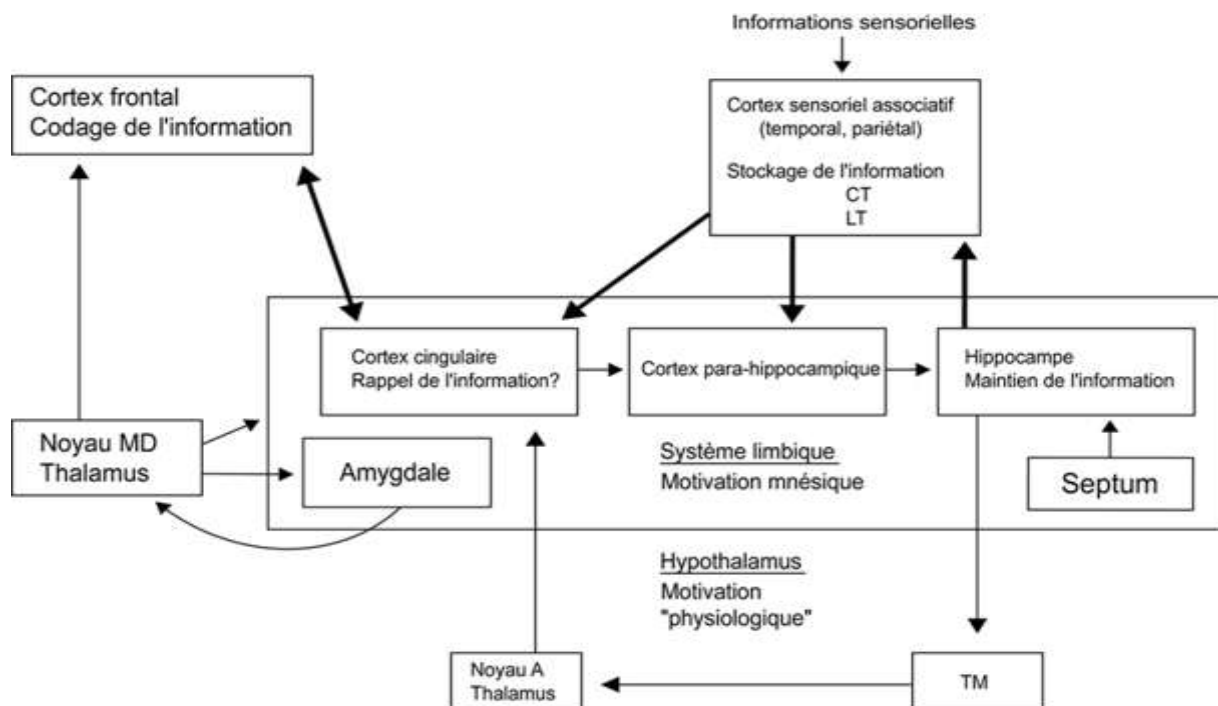 Informations sensorielles
Cortex frontal
Codage de l'information
Cortex sensoriel associatif
(temporal, pariétal)
Stockage de l'information
CT
LT
Cortex cingulaire
Rappel de l'information?
Cortex para-hippocampique
Hippocampe
Maintien de l'information
Noyau MD
Thalamus
Amygdale
Système limbique
Motivation mnésique
Septum
Hypothalamus
Motivation
"physiologique"
Noyau A
Thalamus
TM